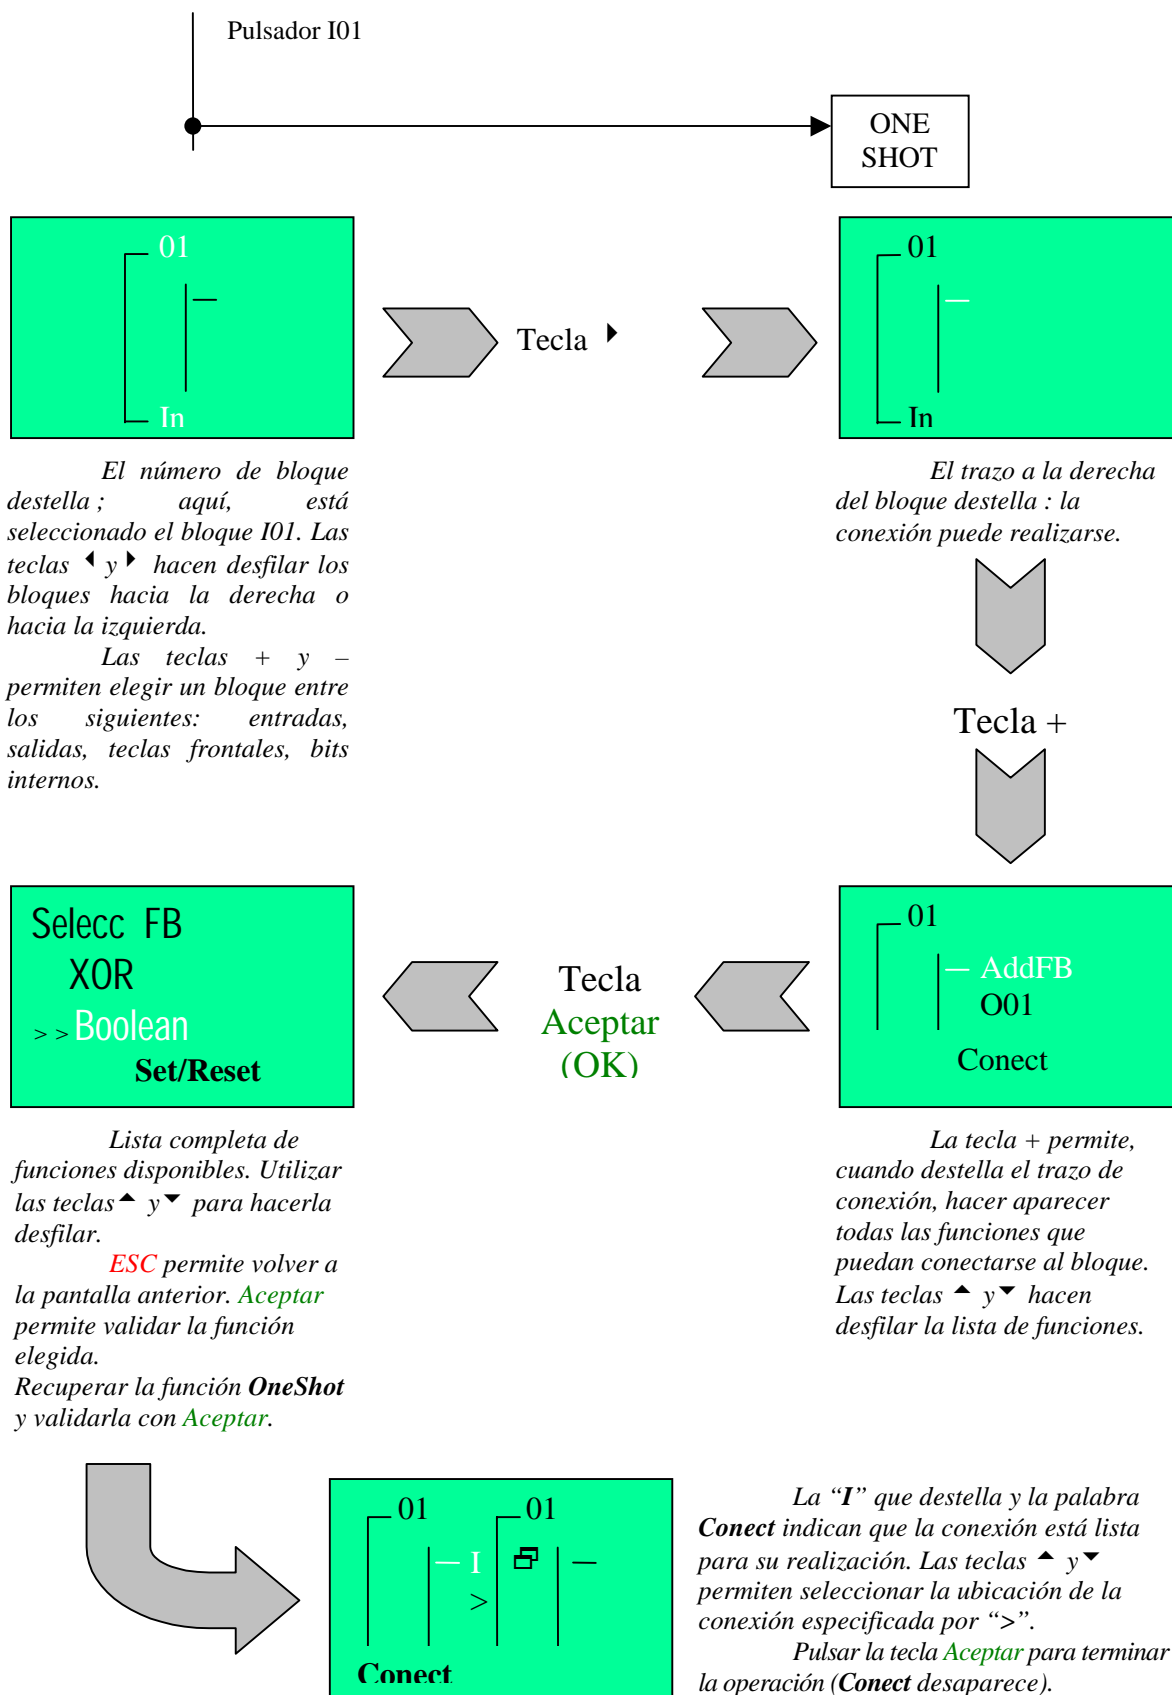 Pulsador I01
ONE
SHOT
01
In
Tecla
01
In
El número de bloque
destella ; aquí, está
seleccionado el bloque I01. Las
teclas y hacen desfilar los
bloques hacia la derecha o
hacia la izquierda.
Las teclas + y –
permiten elegir un bloque entre
los siguientes: entradas,
salidas, teclas frontales, bits
internos.
El trazo a la derecha
del bloque destella : la
conexión puede realizarse.
Tecla +
Selecc FB
XOR
>> Boolean
Set/Reset
Tecla
Aceptar
(OK)
01
AddFB
O01
Conect
Lista completa de
funciones disponibles. Utilizar
las teclas y para hacerla
desfilar.
ESC permite volver a
la pantalla anterior. Aceptar
permite validar la función
elegida.
Recuperar la función OneShot
y validarla con Aceptar.
La tecla + permite,
cuando destella el trazo de
conexión, hacer aparecer
todas las funciones que
puedan conectarse al bloque.
Las teclas y hacen
desfilar la lista de funciones.
01 01
I
>
Conect
La “I” que destella y la palabra
Conect indican que la conexión está lista
para su realización. Las teclas y
permiten seleccionar la ubicación de la
conexión especificada por “>”.
Pulsar la tecla Aceptar para terminar
la operación (Conect desaparece).